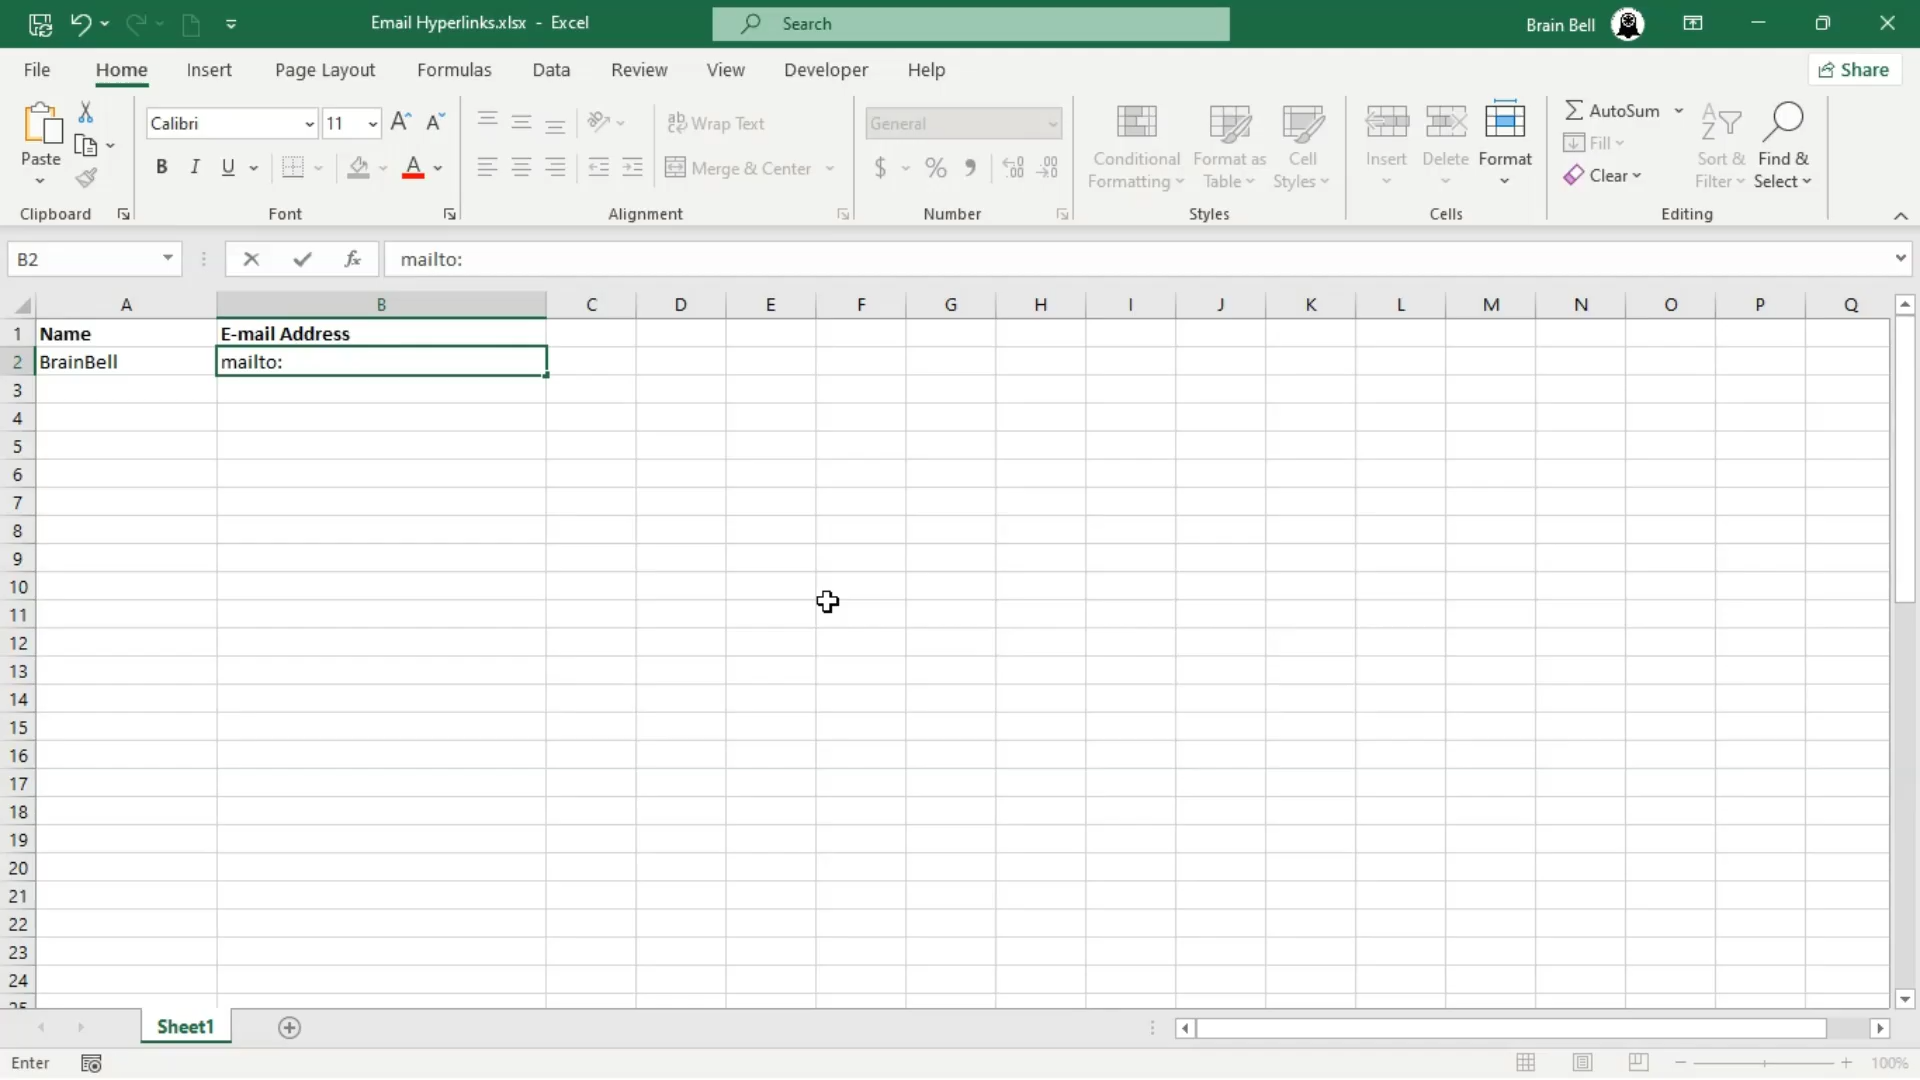 Email Hyperlinks.xlsx - Excel
Search
Brain Bell
File Home Insert Page Layout Formulas Data Review View Developer Help
Share
Paste
Clipboard
Calibri 11 A A
B I U A
Font
ab Wrap Text
Merge & Center
Alignment
General
$ % ,
Number
Conditional Formatting
Format as Table
Cell Styles
Styles
Insert Delete Format
Cells
AutoSum
Fill
Clear
Sort & Filter
Find & Select
Editing
B2 fx mailto:
A B C D E F G H I J K L M N O P Q
1 Name E-mail Address
2 BrainBell mailto:
3
4
5
6
7
8
9
10
11
12
13
14
15
16
17
18
19
20
21
22
23
24
25
Sheet1
Enter 100%